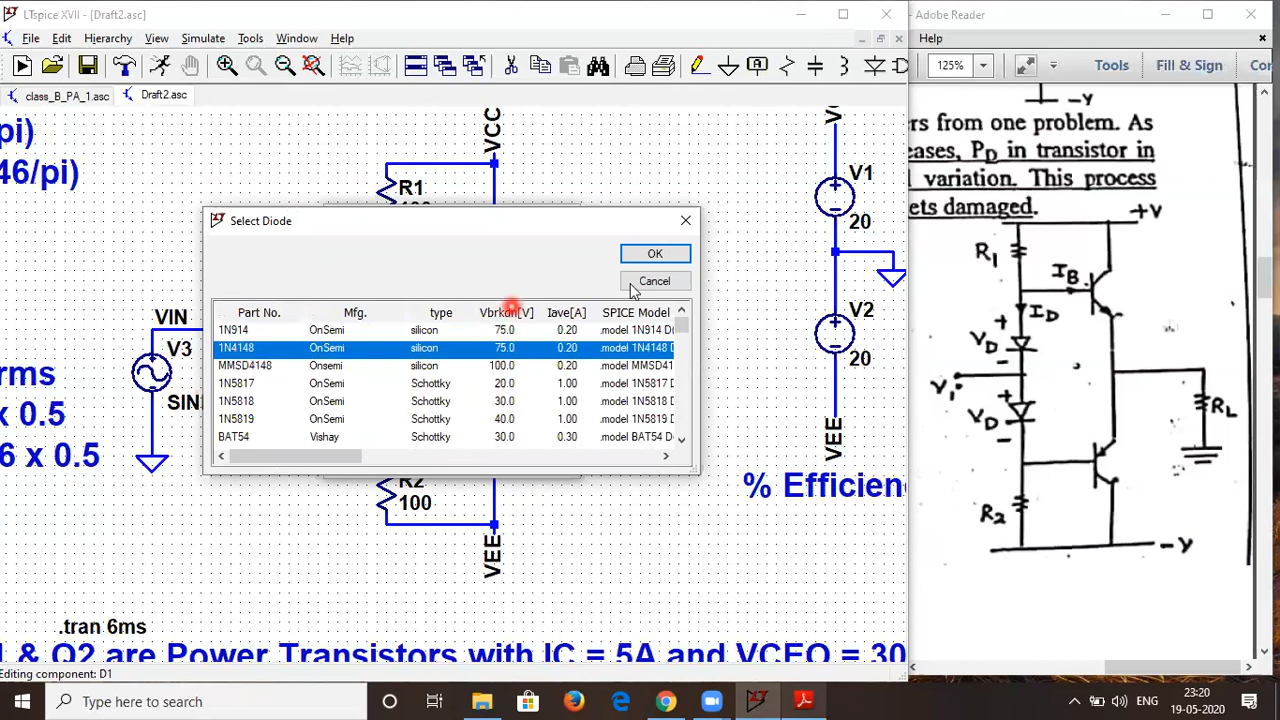 LTspice XVII - [Draft2.asc]
File Edit Hierarchy View Simulate Tools Window Help
class_B_PA_1.asc
Draft2.asc
pi)
46/pi)
VCC
R1
V1
20
Select Diode
OK
Cancel
Part No. Mfg. type Vbrkdn[V] Iave[A] SPICE Model
1N914 OnSemi silicon 75.0 0.20 .model 1N914 D(
1N4148 OnSemi silicon 75.0 0.20 .model 1N4148 D
MMSD4148 Onsemi silicon 100.0 0.20 .model MMSD41
1N5817 OnSemi Schottky 20.0 1.00 .model 1N5817 D
1N5818 OnSemi Schottky 30.0 1.00 .model 1N5818 D
1N5819 OnSemi Schottky 40.0 1.00 .model 1N5819 D
BAT54 Vishay Schottky 30.0 0.30 .model BAT54 D(
VIN
V3
SIN
rms
x 0.5
6 x 0.5
V2
20
R2
100
VEE
VEE
% Efficien
.tran 6ms
& Q2 are Power Transistors with IC = 5A and VCEO = 30
Editing component: D1
- Adobe Reader
Help
125%
Tools Fill & Sign Co
-V
rs from one problem. As
eases, PD in transistor in
l variation. This process
ets damaged.
+V
R1
IB
ID
+
VD
-
Vi
+
VD
-
RL
R2
-V
Type here to search
ENG
23:20
19-05-2020